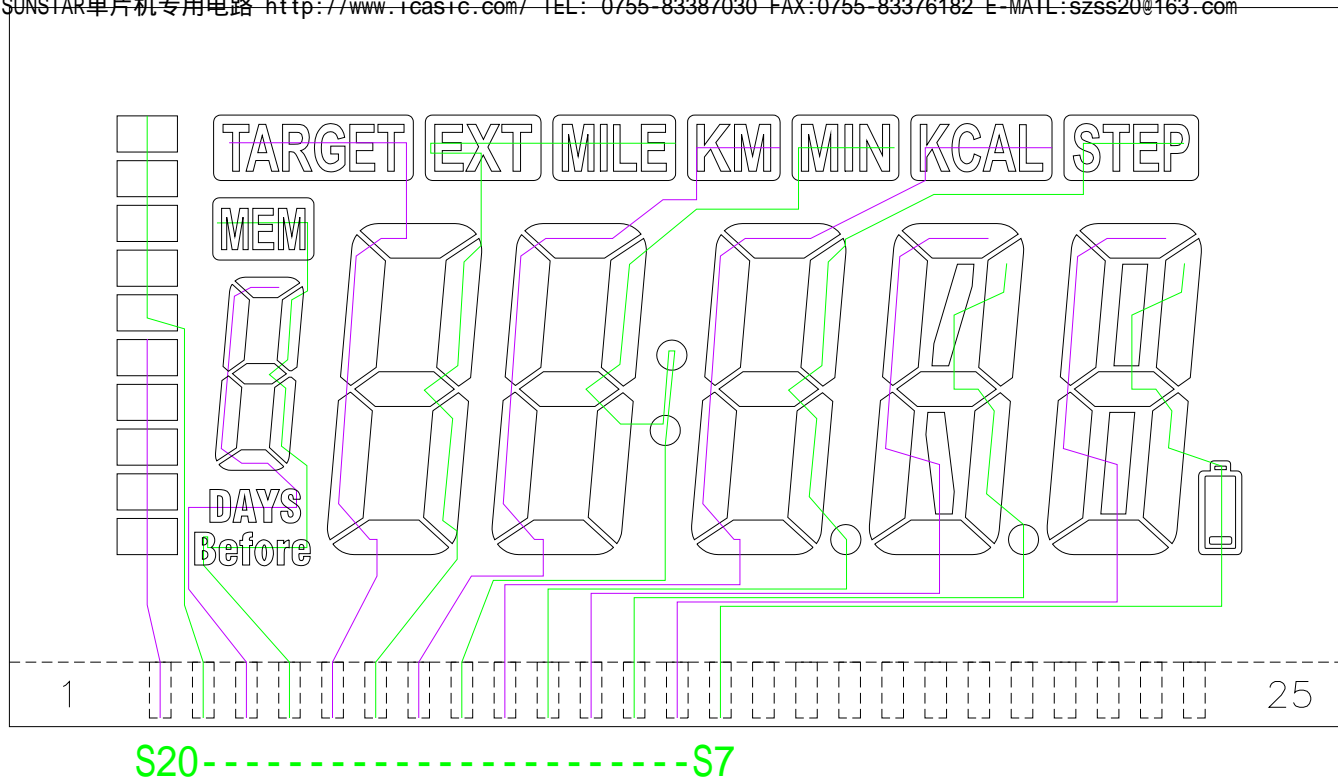 SUNSTAR单片机专用电路 http://www.icasic.com/ TEL: 0755-83387030 FAX:0755-83376182 E-MAIL:szss20@163.com
TARGET EXT MILE KM MIN KCAL STEP
MEM
DAYS
Before
1 25
S20-----------------------S7